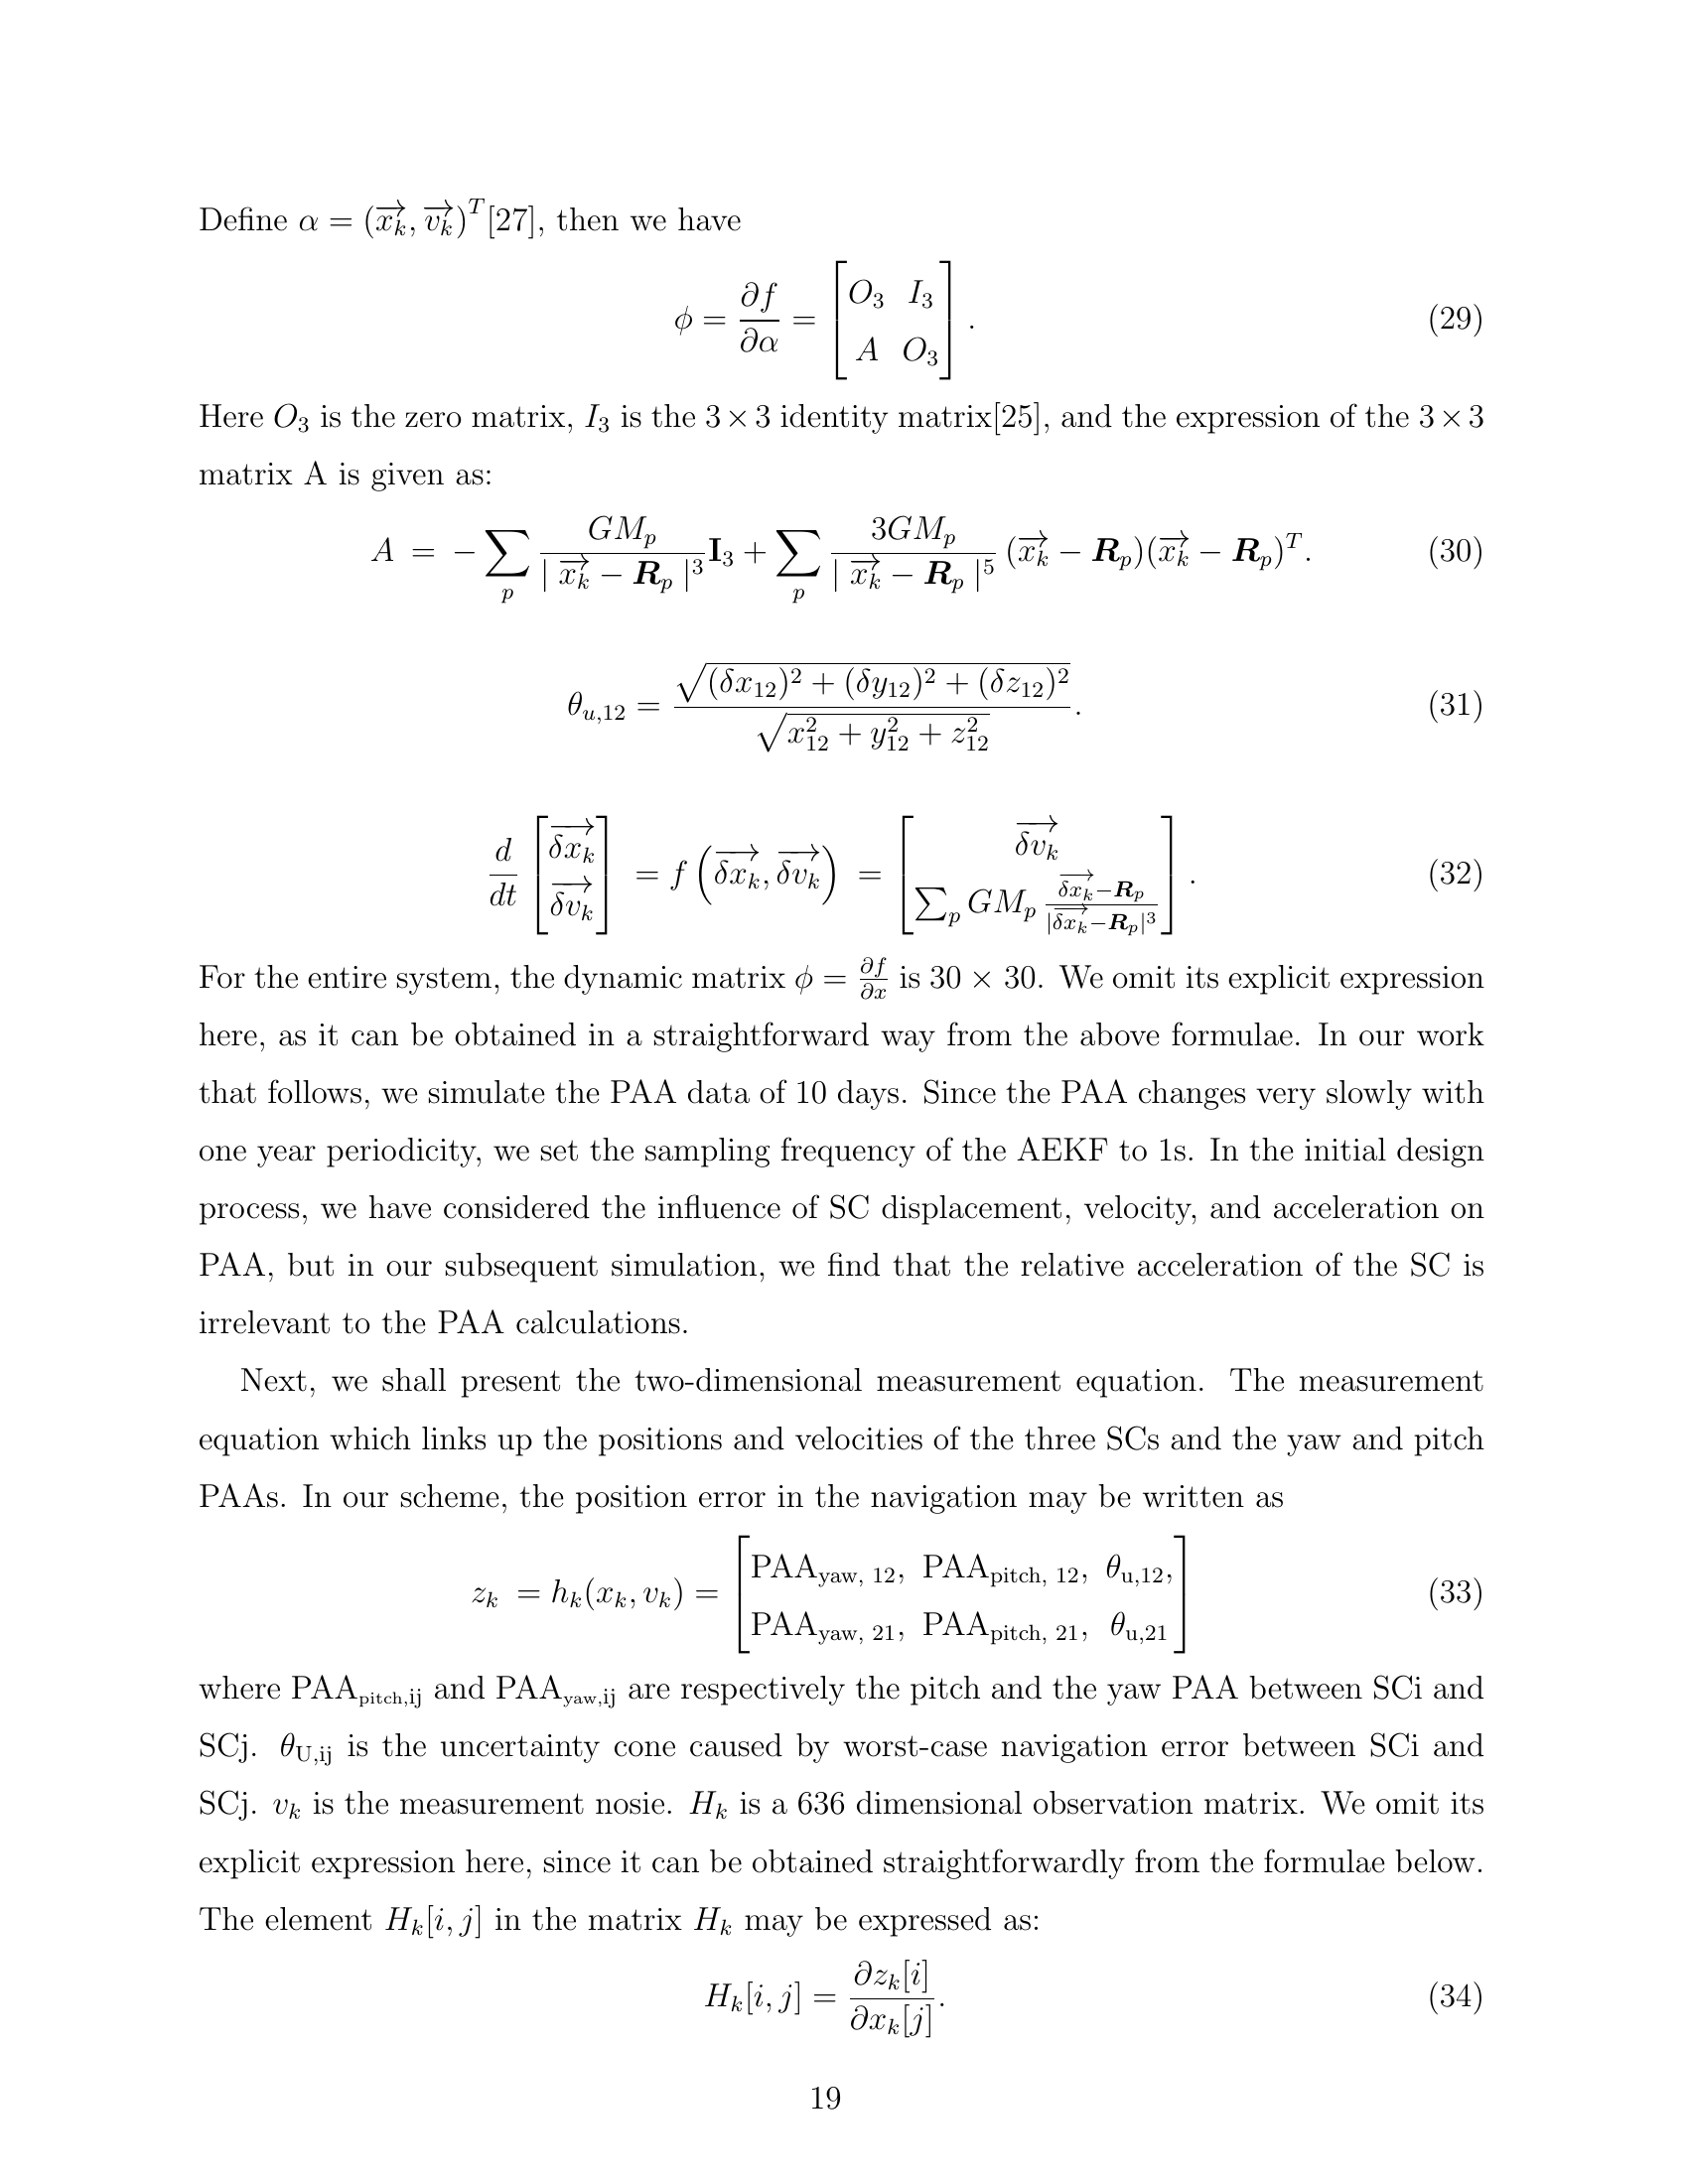 Define $\alpha = (\overrightarrow{x_k}, \overrightarrow{v_k})^T$[27], then we have
$$\phi = \frac{\partial f}{\partial \alpha} = \begin{bmatrix} O_3 & I_3 \\ A & O_3 \end{bmatrix}. \quad (29)$$
Here $O_3$ is the zero matrix, $I_3$ is the $3 \times 3$ identity matrix[25], and the expression of the $3 \times 3$
matrix A is given as:
$$A = -\sum_p \frac{GM_p}{|\overrightarrow{x_k} - \boldsymbol{R}_p|^3} \mathbf{I}_3 + \sum_p \frac{3GM_p}{|\overrightarrow{x_k} - \boldsymbol{R}_p|^5} (\overrightarrow{x_k} - \boldsymbol{R}_p)(\overrightarrow{x_k} - \boldsymbol{R}_p)^T. \quad (30)$$
$$\theta_{u,12} = \frac{\sqrt{(\delta x_{12})^2 + (\delta y_{12})^2 + (\delta z_{12})^2}}{\sqrt{x_{12}^2 + y_{12}^2 + z_{12}^2}}. \quad (31)$$
$$\frac{d}{dt} \begin{bmatrix} \overrightarrow{\delta x_k} \\ \overrightarrow{\delta v_k} \end{bmatrix} = f\left(\overrightarrow{\delta x_k}, \overrightarrow{\delta v_k}\right) = \begin{bmatrix} \overrightarrow{\delta v_k} \\ \sum_p GM_p \frac{\overrightarrow{\delta x_k} - \boldsymbol{R}_p}{|\overrightarrow{\delta x_k} - \boldsymbol{R}_p|^3} \end{bmatrix}. \quad (32)$$
For the entire system, the dynamic matrix $\phi = \frac{\partial f}{\partial x}$ is $30 \times 30$. We omit its explicit expression
here, as it can be obtained in a straightforward way from the above formulae. In our work
that follows, we simulate the PAA data of 10 days. Since the PAA changes very slowly with
one year periodicity, we set the sampling frequency of the AEKF to 1s. In the initial design
process, we have considered the influence of SC displacement, velocity, and acceleration on
PAA, but in our subsequent simulation, we find that the relative acceleration of the SC is
irrelevant to the PAA calculations.
Next, we shall present the two-dimensional measurement equation. The measurement
equation which links up the positions and velocities of the three SCs and the yaw and pitch
PAAs. In our scheme, the position error in the navigation may be written as
$$z_k = h_k(x_k, v_k) = \begin{bmatrix} \text{PAA}_{\text{yaw, 12}}, \ \text{PAA}_{\text{pitch, 12}}, \ \theta_{\text{u,12}}, \\ \text{PAA}_{\text{yaw, 21}}, \ \text{PAA}_{\text{pitch, 21}}, \ \theta_{\text{u,21}} \end{bmatrix} \quad (33)$$
where $\text{PAA}_{\text{pitch,ij}}$ and $\text{PAA}_{\text{yaw,ij}}$ are respectively the pitch and the yaw PAA between SCi and
SCj. $\theta_{\text{U,ij}}$ is the uncertainty cone caused by worst-case navigation error between SCi and
SCj. $v_k$ is the measurement nosie. $H_k$ is a 636 dimensional observation matrix. We omit its
explicit expression here, since it can be obtained straightforwardly from the formulae below.
The element $H_k[i, j]$ in the matrix $H_k$ may be expressed as:
$$H_k[i, j] = \frac{\partial z_k[i]}{\partial x_k[j]}. \quad (34)$$
19